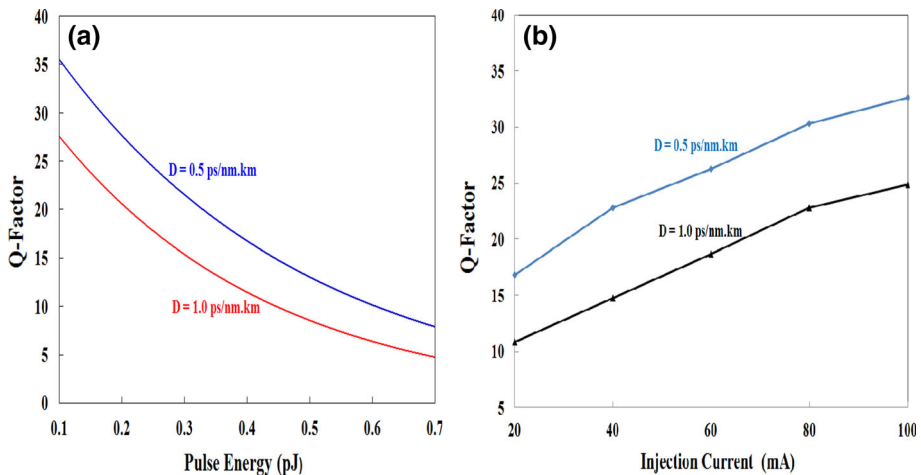 (a)
Q-Factor
40
35
30
25
20
15
10
5
0
D = 0.5 ps/nm.km
D = 1.0 ps/nm.km
0.1 0.2 0.3 0.4 0.5 0.6 0.7
Pulse Energy (pJ)
(b)
Q-Factor
40
35
30
25
20
15
10
5
D = 0.5 ps/nm.km
D = 1.0 ps/nm.km
20 40 60 80 100
Injection Current (mA)